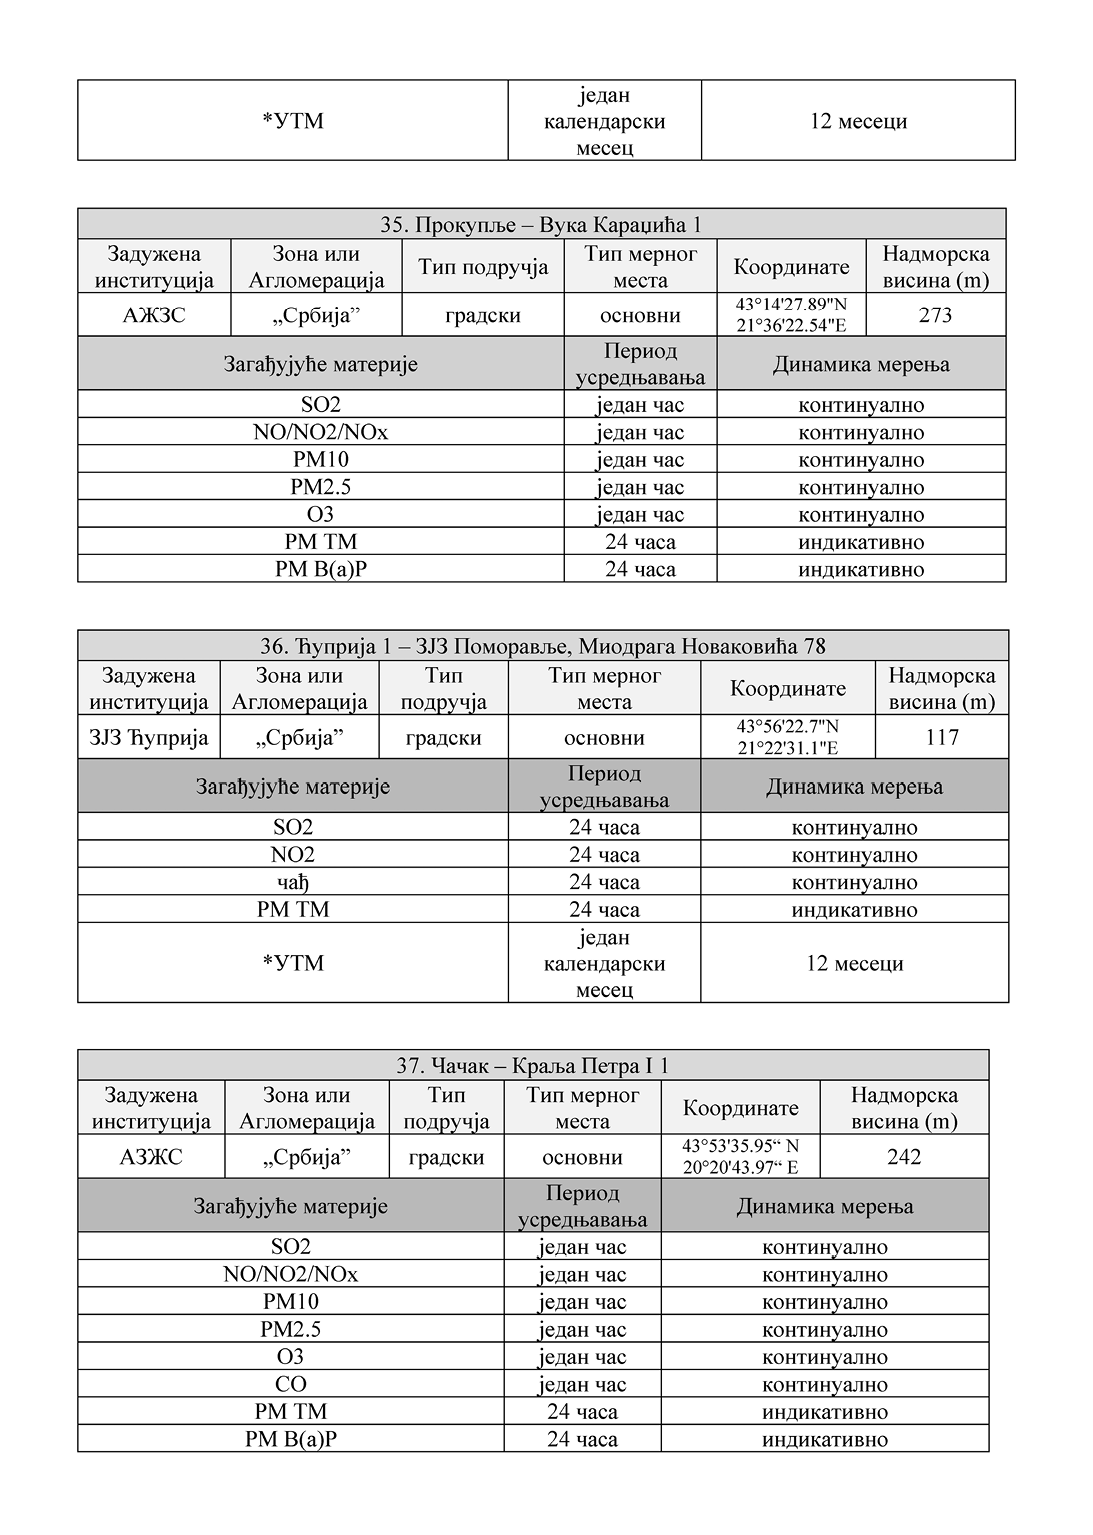 *УТМ
један
календарски
месец
12 месеци
35. Прокупље – Вука Караџића 1
Задужена
институција
Зона или
Агломерација
Тип подручја
Тип мерног
места
Координате
Надморска
висина (m)
АЖЗС
„Србија”
градски
основни
43°14'27.89"N
21°36'22.54"E
273
Загађујуће материје
Период
усредњавања
Динамика мерења
SO2
један час
континуално
NO/NO2/NOx
један час
континуално
PM10
један час
континуално
PM2.5
један час
континуално
O3
један час
континуално
PM TM
24 часа
индикативно
PM B(a)P
24 часа
индикативно
36. Ћуприја 1 – ЗЈЗ Поморавље, Миодрага Новаковића 78
Задужена
институција
Зона или
Агломерација
Тип
подручја
Тип мерног
места
Координате
Надморска
висина (m)
ЗЈЗ Ћуприја
„Србија”
градски
основни
43°56'22.7"N
21°22'31.1"E
117
Загађујуће материје
Период
усредњавања
Динамика мерења
SO2
24 часа
континуално
NO2
24 часа
континуално
чађ
24 часа
континуално
PM TM
24 часа
индикативно
*УТМ
један
календарски
месец
12 месеци
37. Чачак – Краља Петра I 1
Задужена
институција
Зона или
Агломерација
Тип
подручја
Тип мерног
места
Координате
Надморска
висина (m)
АЗЖС
„Србија”
градски
основни
43°53'35.95“ N
20°20'43.97“ E
242
Загађујуће материје
Период
усредњавања
Динамика мерења
SO2
један час
континуално
NO/NO2/NOx
један час
континуално
PM10
један час
континуално
PM2.5
један час
континуално
O3
један час
континуално
CO
један час
континуално
PM TM
24 часа
индикативно
PM B(a)P
24 часа
индикативно